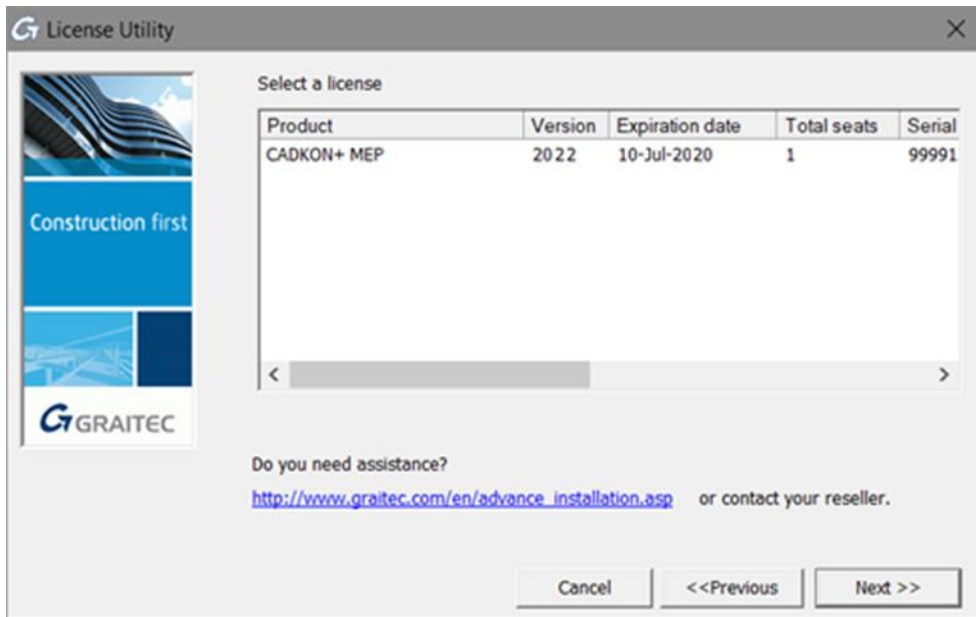 License Utility
Select a license
Product Version Expiration date Total seats Serial
CADKON+ MEP 2022 10-Jul-2020 1 99991
Construction first
GRAITEC
Do you need assistance?
http://www.graitec.com/en/advance_installation.asp or contact your reseller.
Cancel <<Previous Next >>